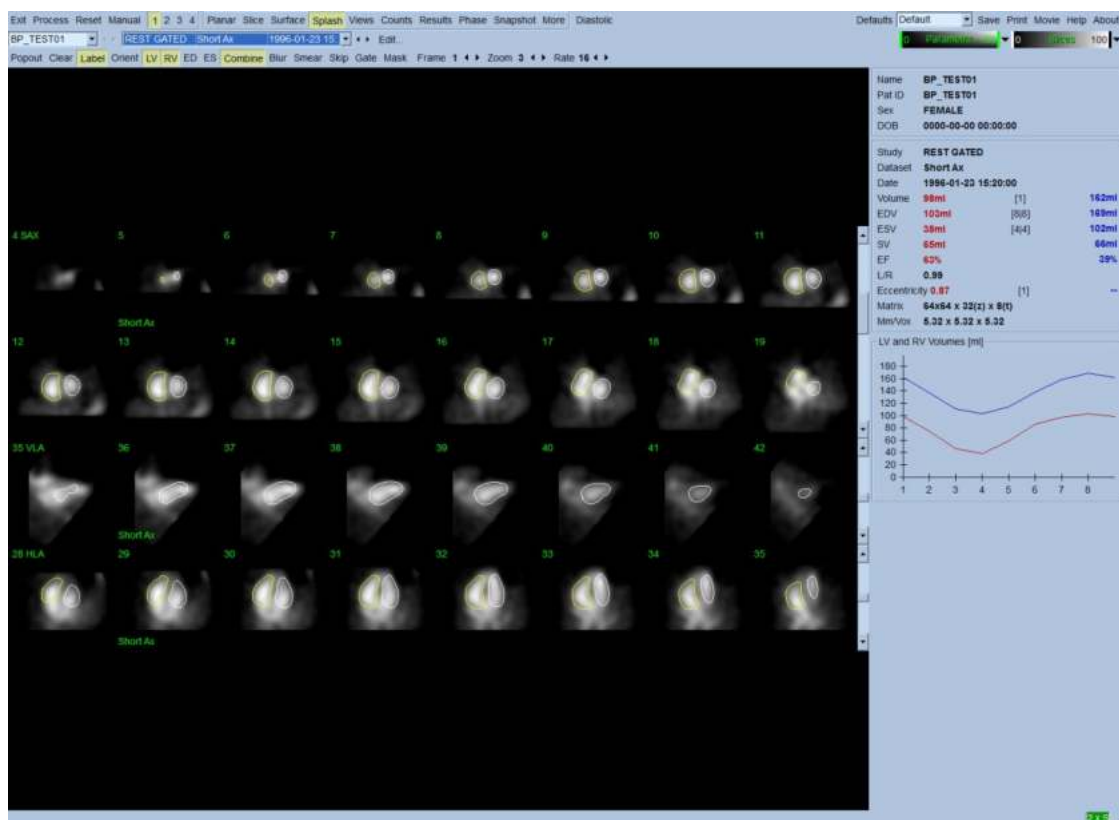 Exit Process Reset Manual 1 2 3 4 Planar Slice Surface Splash Views Counts Results Phase Snapshot More Diastolic Defaults Default Save Print Movie Help About
BP_TEST01 REST GATED Short Ax 1996-01-23 15 Edit... 0 Parametric 0 Slices 100
Popout Clear Label Orient LV RV ED ES Combine Blur Smear Skip Gate Mask Frame 1 Zoom 3 Rate 16
Name BP_TEST01
Pat ID BP_TEST01
Sex FEMALE
DOB 0000-00-00 00:00:00
Study REST GATED
Dataset Short Ax
Date 1996-01-23 15:20:00
Volume 98ml [1] 162ml
EDV 103ml [8|8] 169ml
ESV 38ml [4|4] 102ml
SV 65ml 66ml
EF 63% 39%
L/R 0.99
Eccentricity 0.87 [1] --
Matrix 64x64 x 32(z) x 8(t)
Mm/Vox 5.32 x 5.32 x 5.32
LV and RV Volumes [ml]
180
160
140
120
100
80
60
40
20
0
1 2 3 4 5 6 7 8
4 SAX 5 6 7 8 9 10 11
Short Ax
12 13 14 15 16 17 18 19
35 VLA 36 37 38 39 40 41 42
Short Ax
28 HLA 29 30 31 32 33 34 35
Short Ax